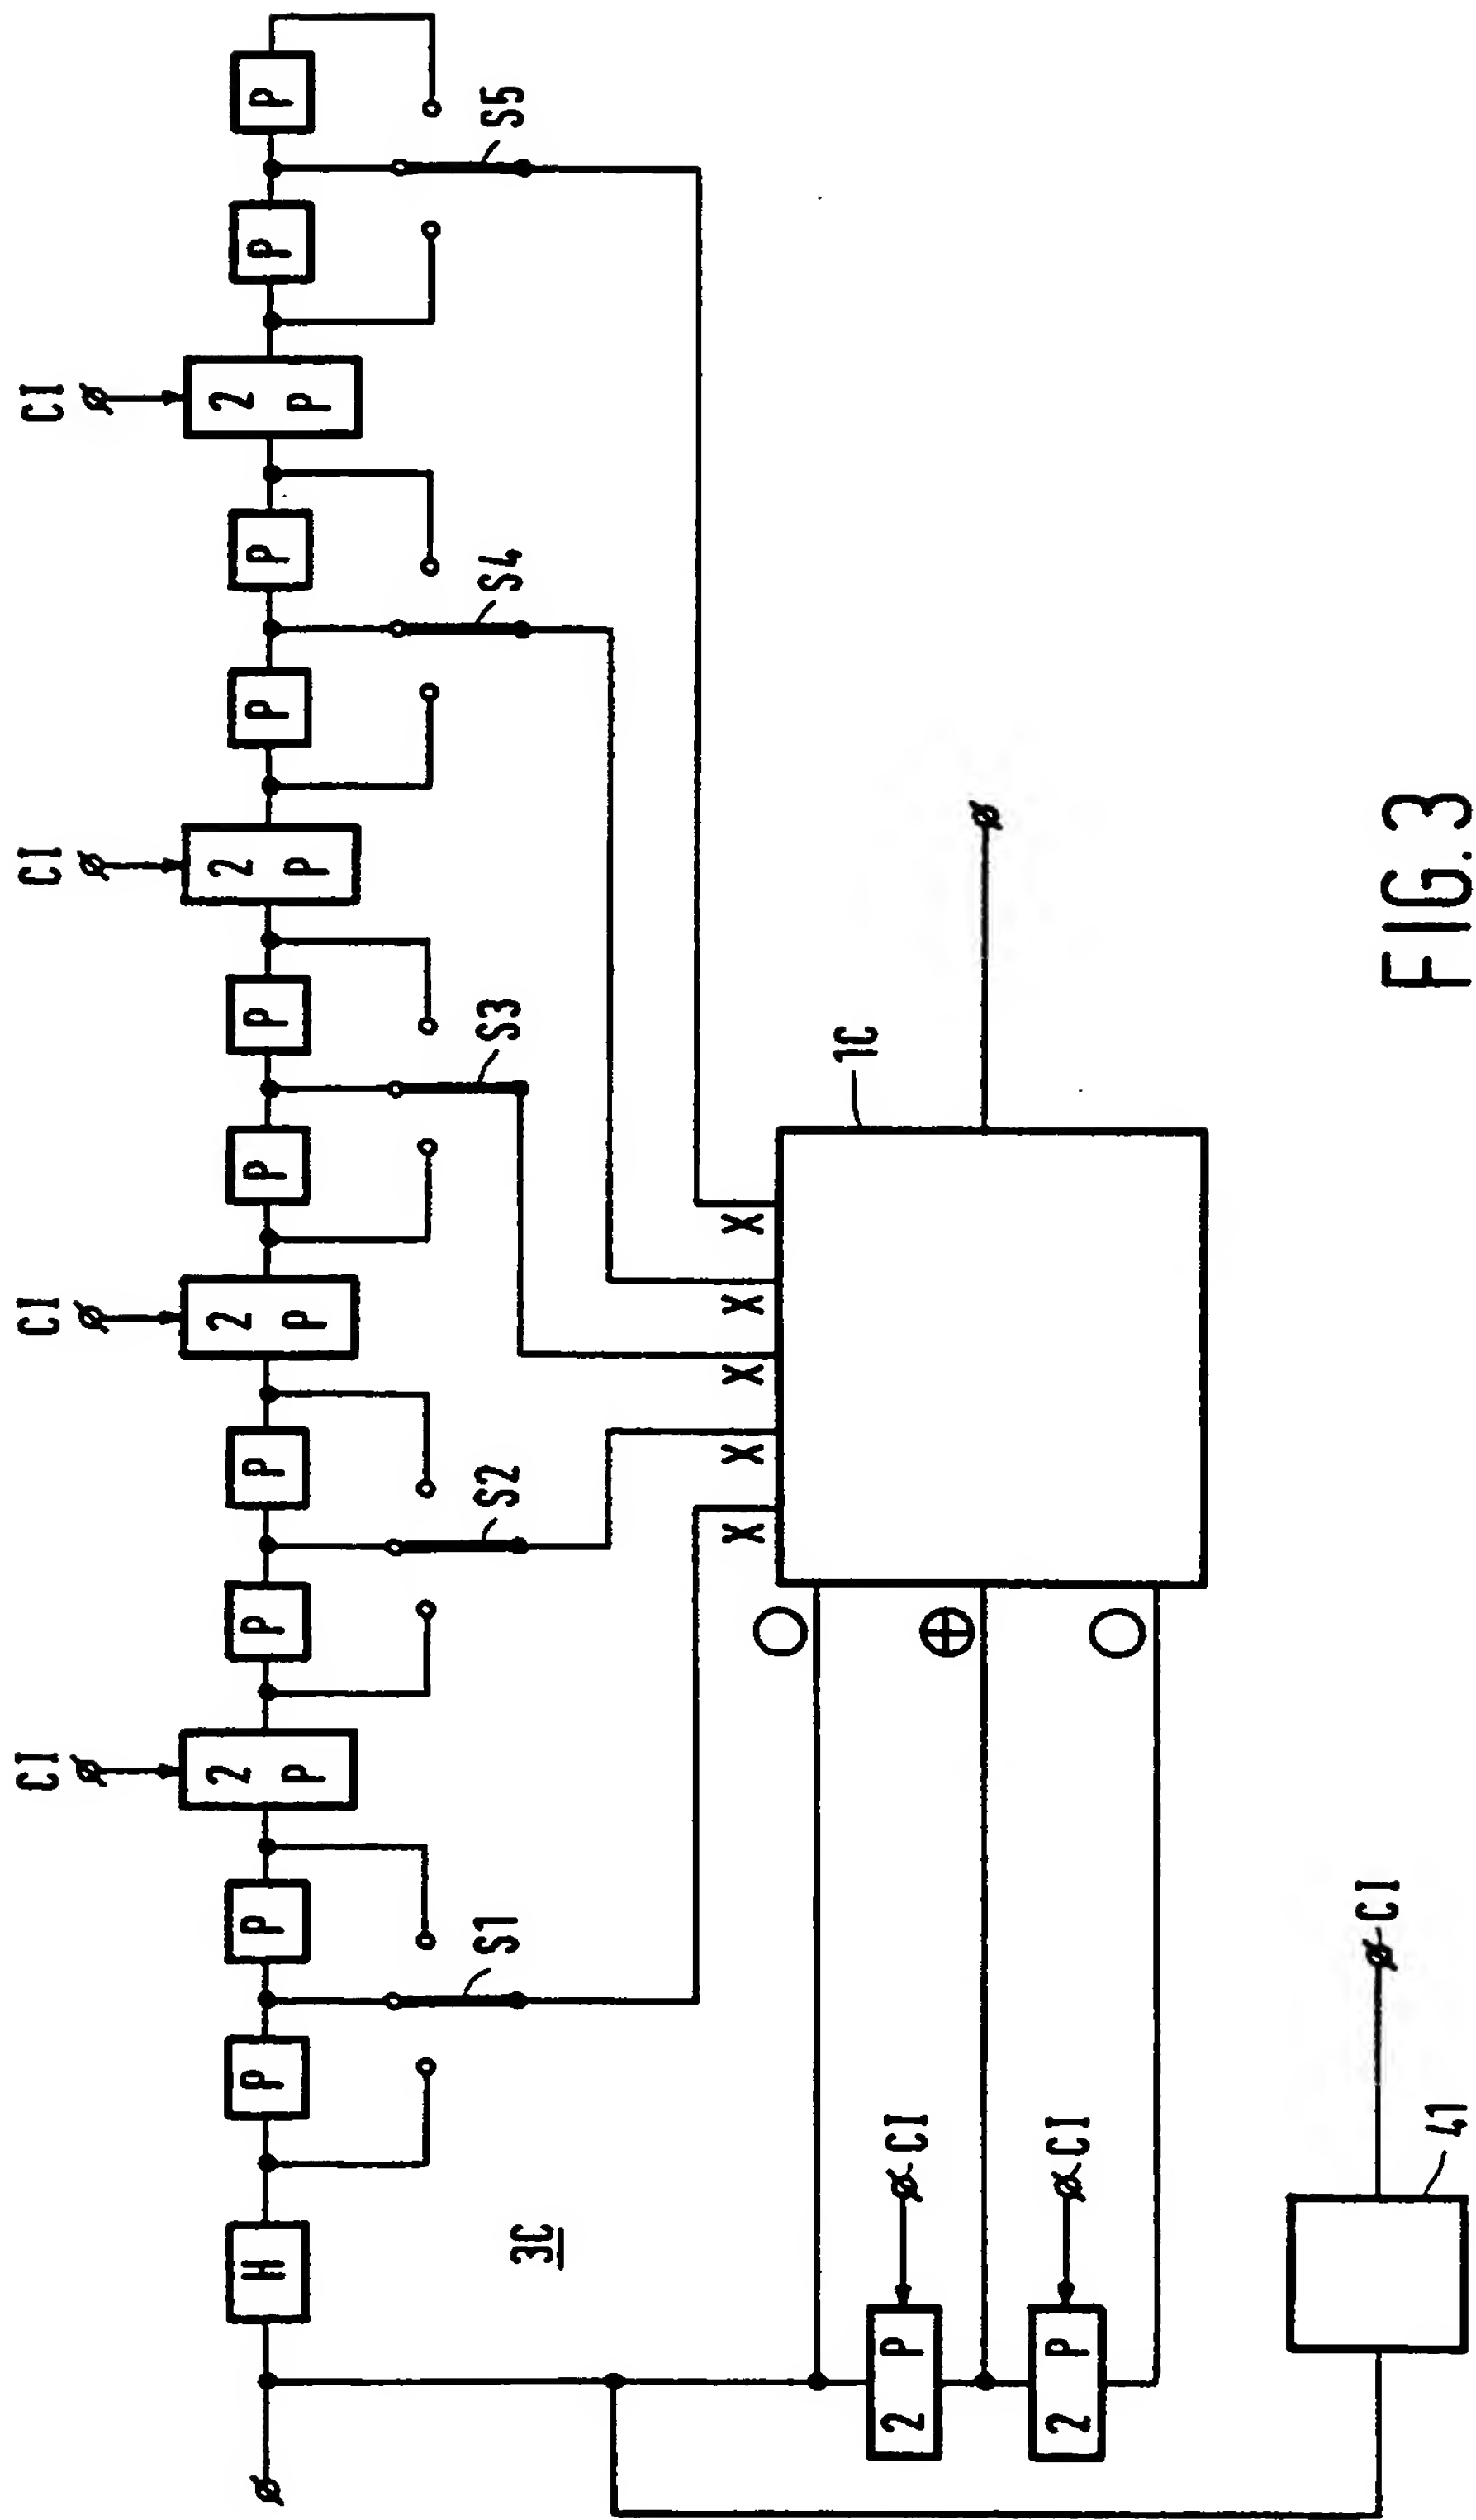 CI CI CI CI
H P P 2 P P 2 P P 2 P P 2 P P
P P P P
S1 S2 S3 S4 S5
3C
X X X X X
1C
2 P CI
2 P CI
41 CI
FIG.3